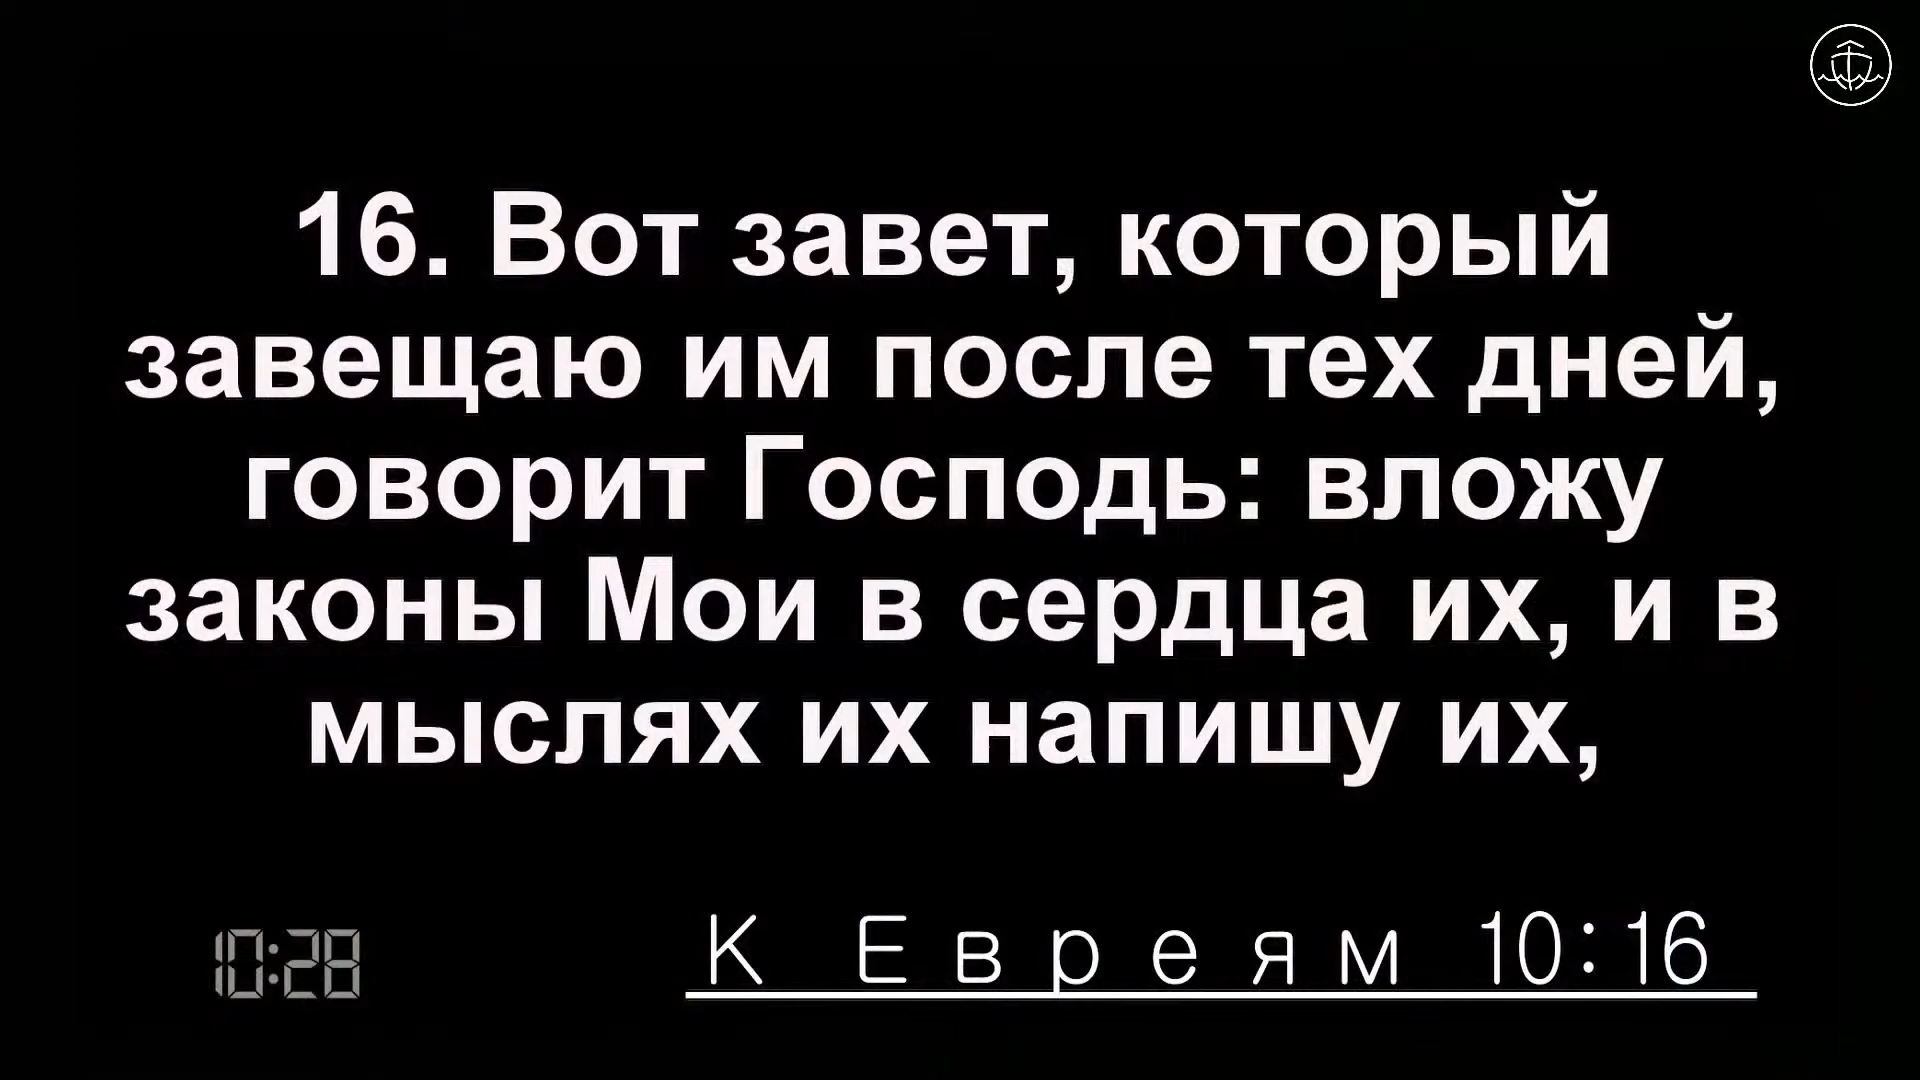 16. Вот завет, который
завещаю им после тех дней,
говорит Господь: вложу
законы Мои в сердца их, и в
мыслях их напишу их,
10:28
К Евреям 10:16